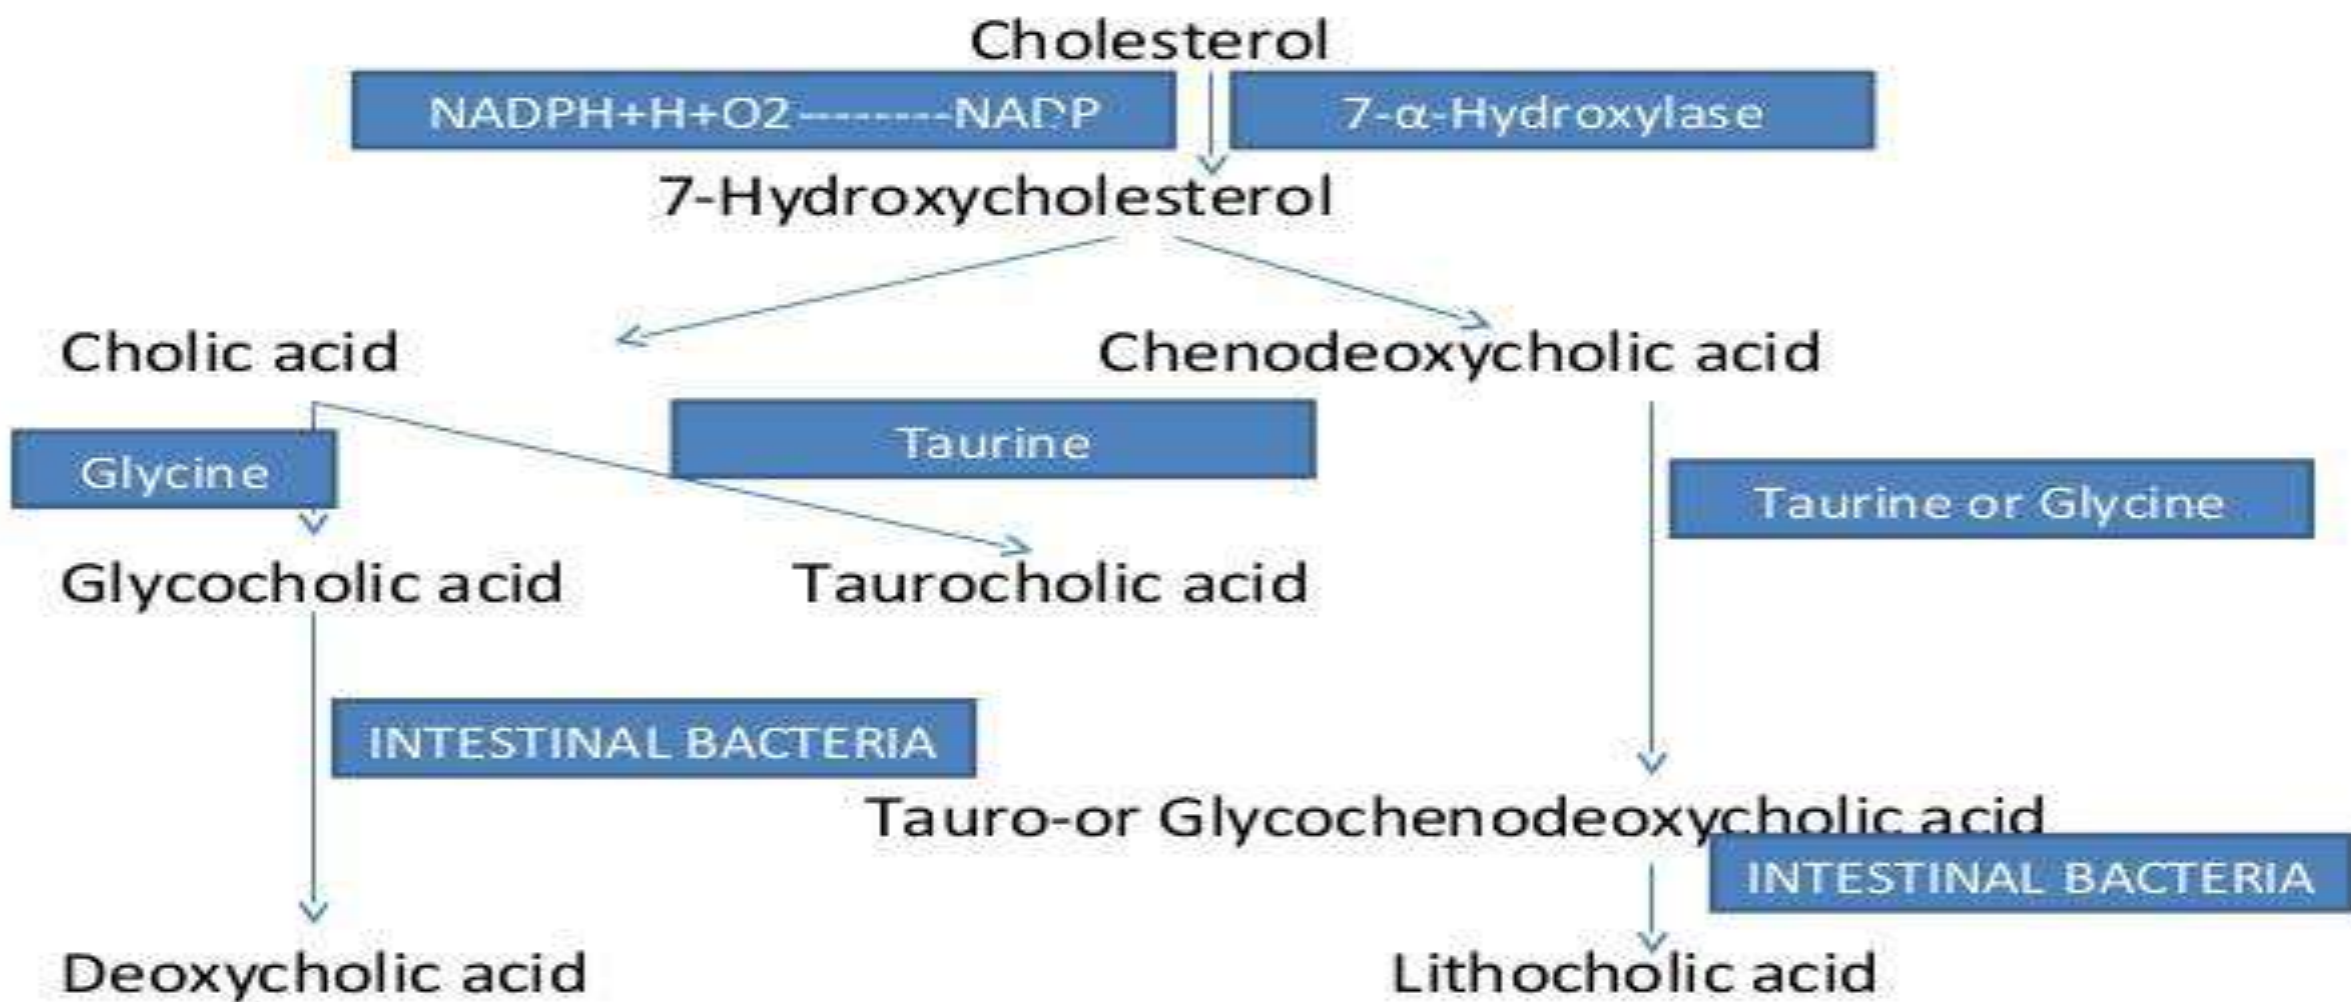 Cholesterol
NADPH+H+O2--------NADP
7-α-Hydroxylase
7-Hydroxycholesterol
Cholic acid
Chenodeoxycholic acid
Taurine
Glycine
Taurine or Glycine
Glycocholic acid
Taurocholic acid
INTESTINAL BACTERIA
Tauro-or Glycochenodeoxycholic acid
INTESTINAL BACTERIA
Deoxycholic acid
Lithocholic acid